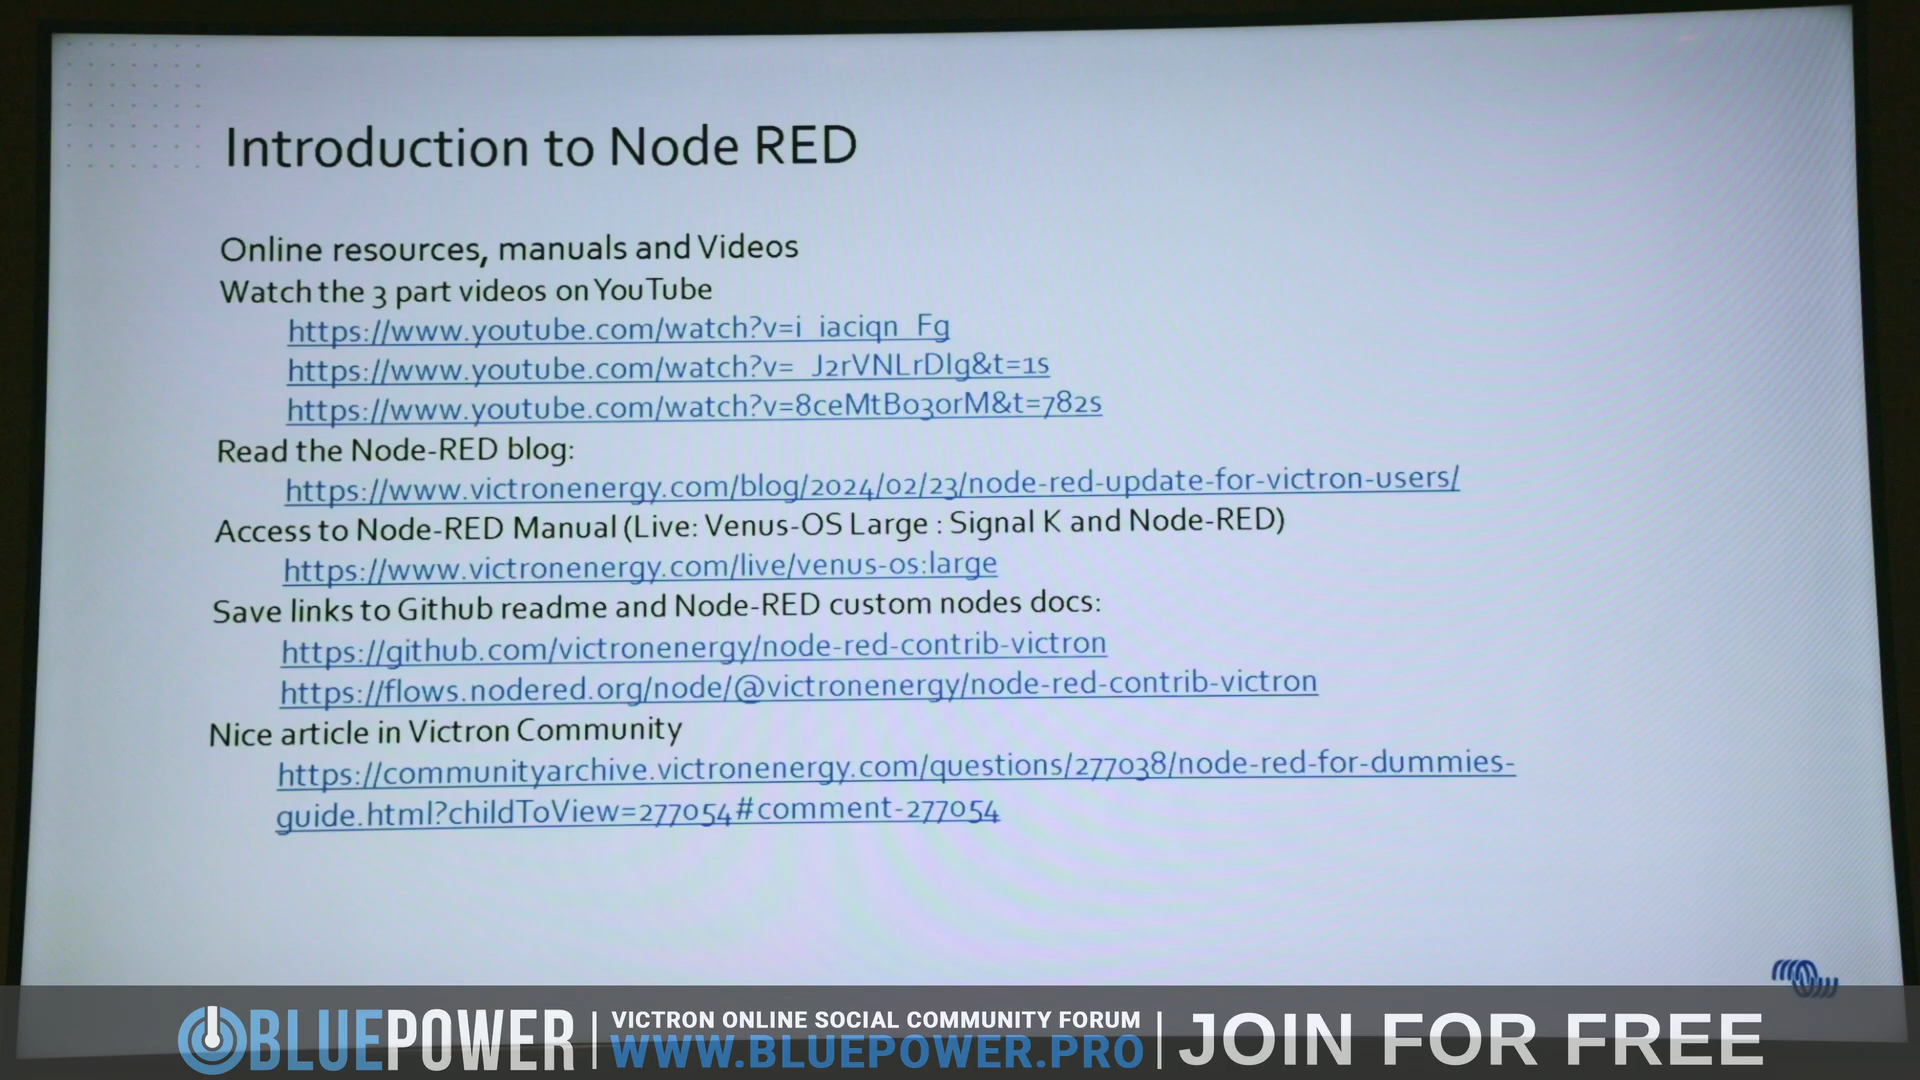 Introduction to Node RED
Online resources, manuals and Videos
Watch the 3 part videos on YouTube
https://www.youtube.com/watch?v=i_iaciqn_Fg
https://www.youtube.com/watch?v=_J2rVNLrDIg&t=1s
https://www.youtube.com/watch?v=8ceMtBo3orM&t=782s
Read the Node-RED blog:
https://www.victronenergy.com/blog/2024/02/23/node-red-update-for-victron-users/
Access to Node-RED Manual (Live: Venus-OS Large : Signal K and Node-RED)
https://www.victronenergy.com/live/venus-os:large
Save links to Github readme and Node-RED custom nodes docs:
https://github.com/victronenergy/node-red-contrib-victron
https://flows.nodered.org/node/@victronenergy/node-red-contrib-victron
Nice article in Victron Community
https://communityarchive.victronenergy.com/questions/277038/node-red-for-dummies-
guide.html?childToView=277054#comment-277054
BLUEPOWER | VICTRON ONLINE SOCIAL COMMUNITY FORUM
WWW.BLUEPOWER.PRO | JOIN FOR FREE